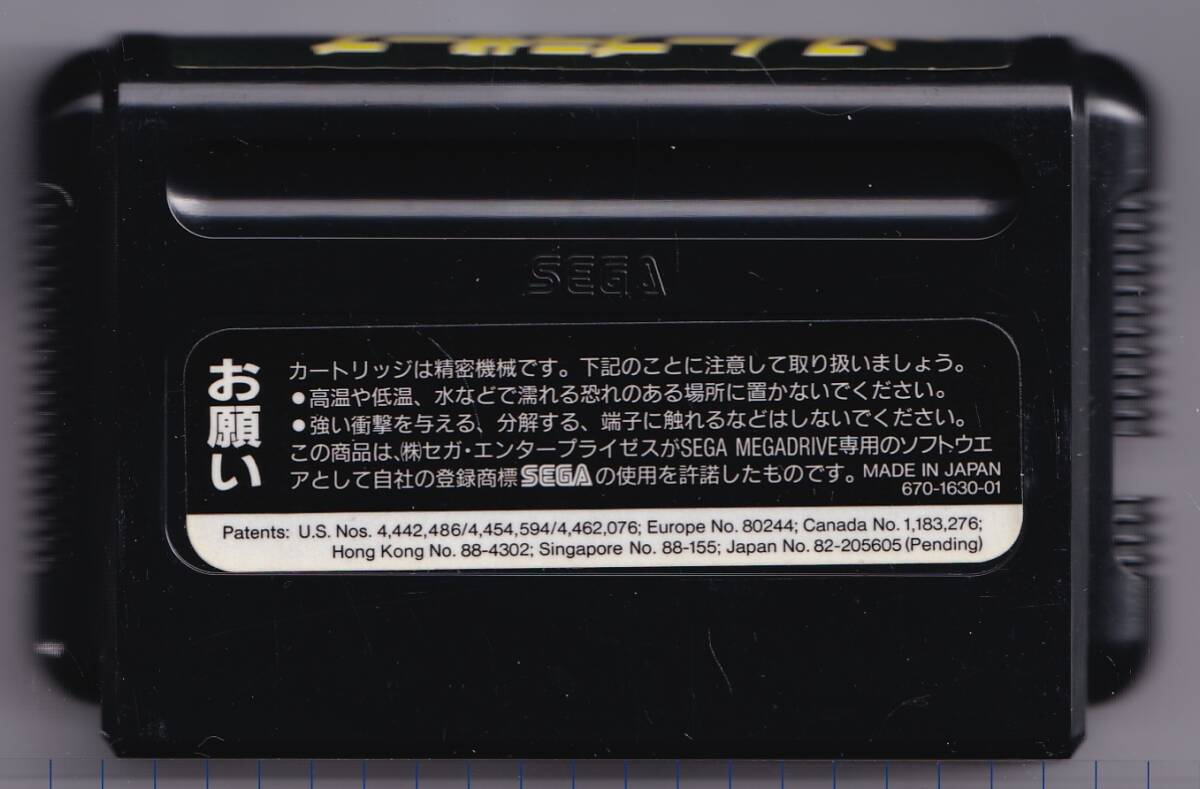 SEGA
お願い
カートリッジは精密機械です。下記のことに注意して取り扱いましょう。
●高温や低温、水などで濡れる恐れのある場所に置かないでください。
●強い衝撃を与える、分解する、端子に触れるなどはしないでください。
この商品は、㈱セガ・エンタープライゼスがSEGA MEGADRIVE専用のソフトウエ
アとして自社の登録商標SEGAの使用を許諾したものです。MADE IN JAPAN
670-1630-01
Patents: U.S. Nos. 4,442,486/4,454,594/4,462,076; Europe No. 80244; Canada No. 1,183,276;
Hong Kong No. 88-4302; Singapore No. 88-155; Japan No. 82-205605 (Pending)